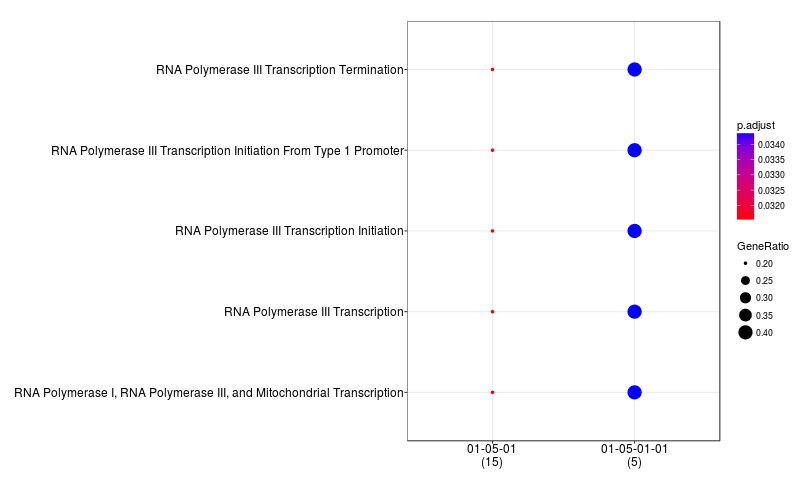 RNA Polymerase III Transcription Termination
RNA Polymerase III Transcription Initiation From Type 1 Promoter
RNA Polymerase III Transcription Initiation
RNA Polymerase III Transcription
RNA Polymerase I, RNA Polymerase III, and Mitochondrial Transcription
01-05-01
(15)
01-05-01-01
(5)
p.adjust
0.0340
0.0335
0.0330
0.0325
0.0320
GeneRatio
0.20
0.25
0.30
0.35
0.40